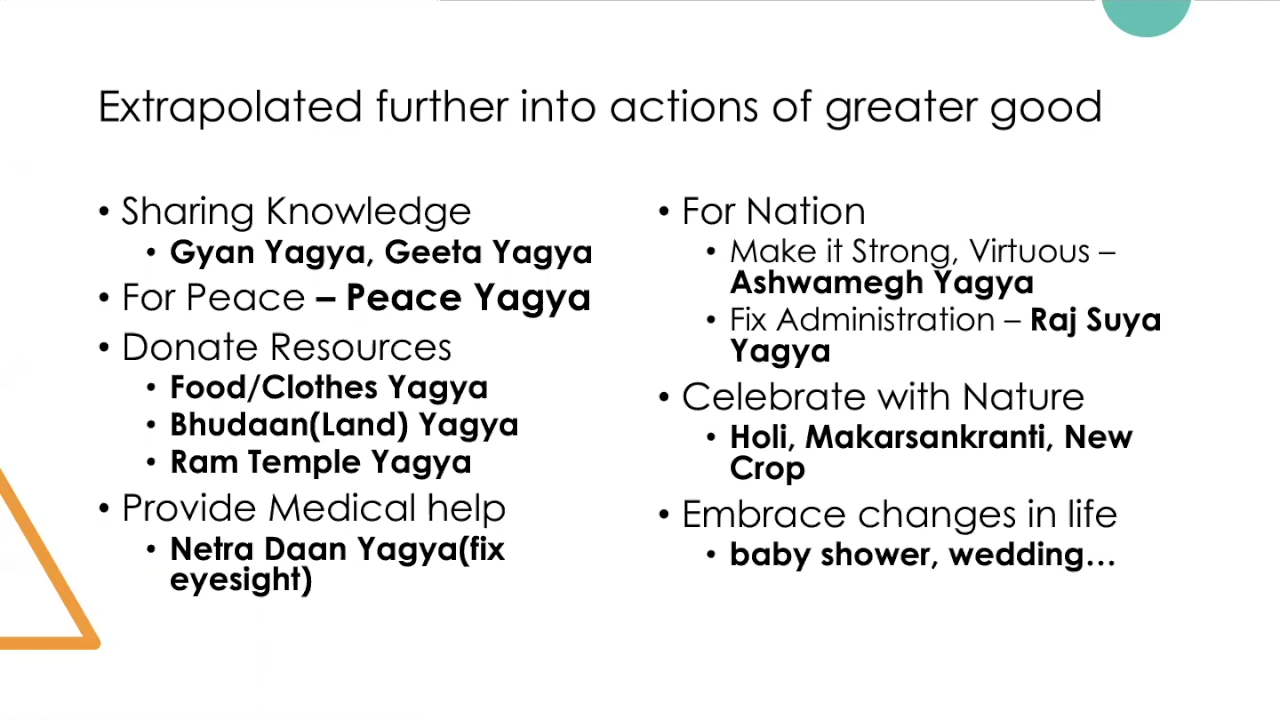 Extrapolated further into actions of greater good
• Sharing Knowledge
• Gyan Yagya, Geeta Yagya
• For Peace – Peace Yagya
• Donate Resources
• Food/Clothes Yagya
• Bhudaan(Land) Yagya
• Ram Temple Yagya
• Provide Medical help
• Netra Daan Yagya(fix
eyesight)
• For Nation
• Make it Strong, Virtuous –
Ashwamegh Yagya
• Fix Administration – Raj Suya
Yagya
• Celebrate with Nature
• Holi, Makarsankranti, New
Crop
• Embrace changes in life
• baby shower, wedding...